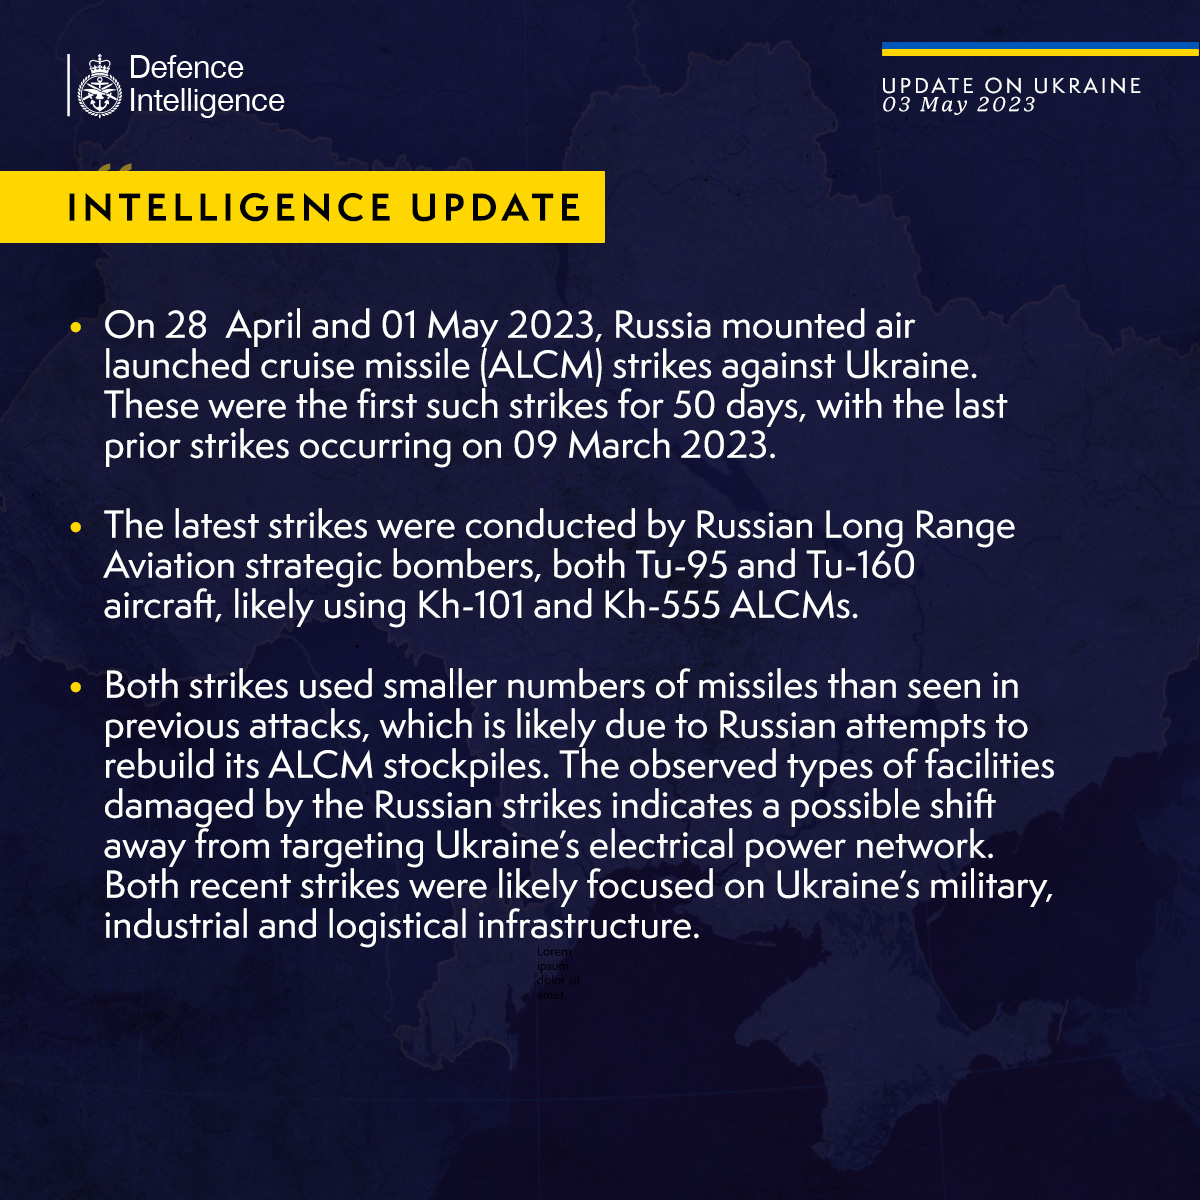 Defence
Intelligence
UPDATE ON UKRAINE
03 May 2023
“
INTELLIGENCE UPDATE
• On 28  April and 01 May 2023, Russia mounted air
launched cruise missile (ALCM) strikes against Ukraine.
These were the first such strikes for 50 days, with the last
prior strikes occurring on 09 March 2023.
• The latest strikes were conducted by Russian Long Range
Aviation strategic bombers, both Tu-95 and Tu-160
aircraft, likely using Kh-101 and Kh-555 ALCMs.
• Both strikes used smaller numbers of missiles than seen in
previous attacks, which is likely due to Russian attempts to
rebuild its ALCM stockpiles. The observed types of facilities
damaged by the Russian strikes indicates a possible shift
away from targeting Ukraine’s electrical power network.
Both recent strikes were likely focused on Ukraine’s military,
industrial and logistical infrastructure.
Lorem
ipsum
dolor sit
amet.